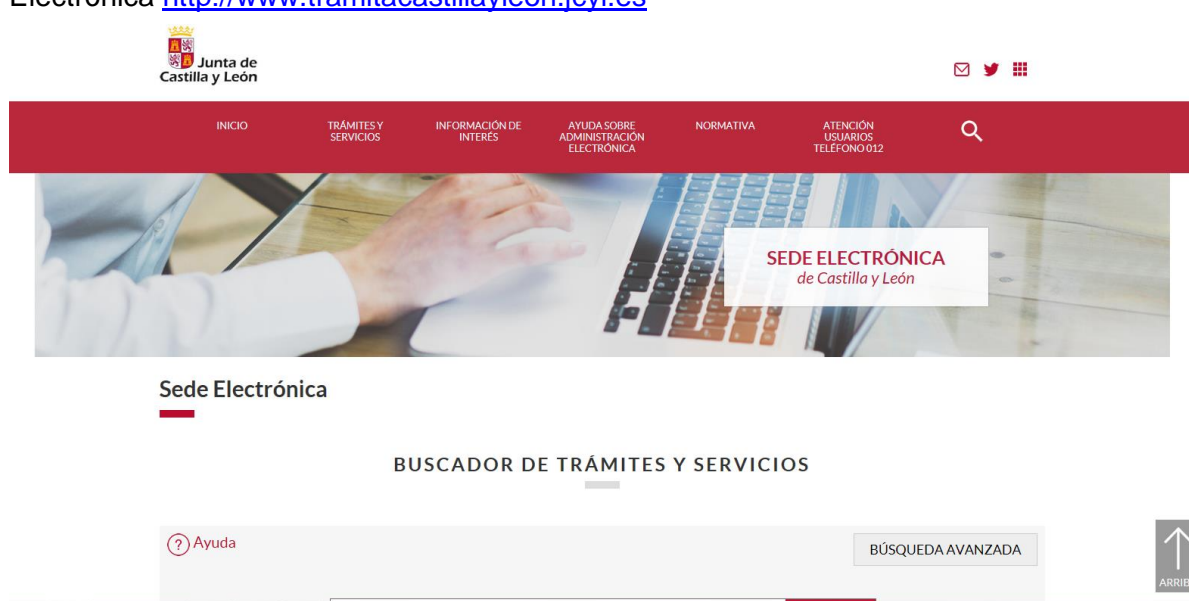 Electrónica http://www.tramitacastillayleon.jcyl.es
Junta de
Castilla y León
INICIO
TRÁMITES Y
SERVICIOS
INFORMACIÓN DE
INTERÉS
AYUDA SOBRE
ADMINISTRACIÓN
ELECTRÓNICA
NORMATIVA
ATENCIÓN
USUARIOS
TELÉFONO 012
SEDE ELECTRÓNICA
de Castilla y León
Sede Electrónica
BUSCADOR DE TRÁMITES Y SERVICIOS
? Ayuda
BÚSQUEDA AVANZADA